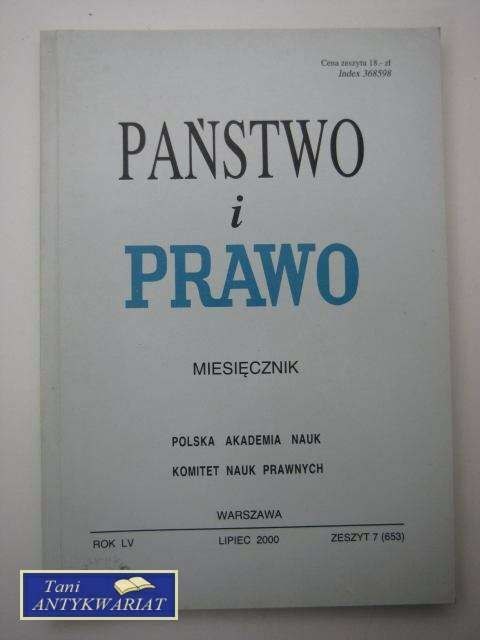 Cena zeszytu 18.- zł
Index 368598
PAŃSTWO
i
PRAWO
MIESIĘCZNIK
POLSKA AKADEMIA NAUK
KOMITET NAUK PRAWNYCH
WARSZAWA
ROK LV LIPIEC 2000 ZESZYT 7 (653)
Tani
ANTYKWARIAT